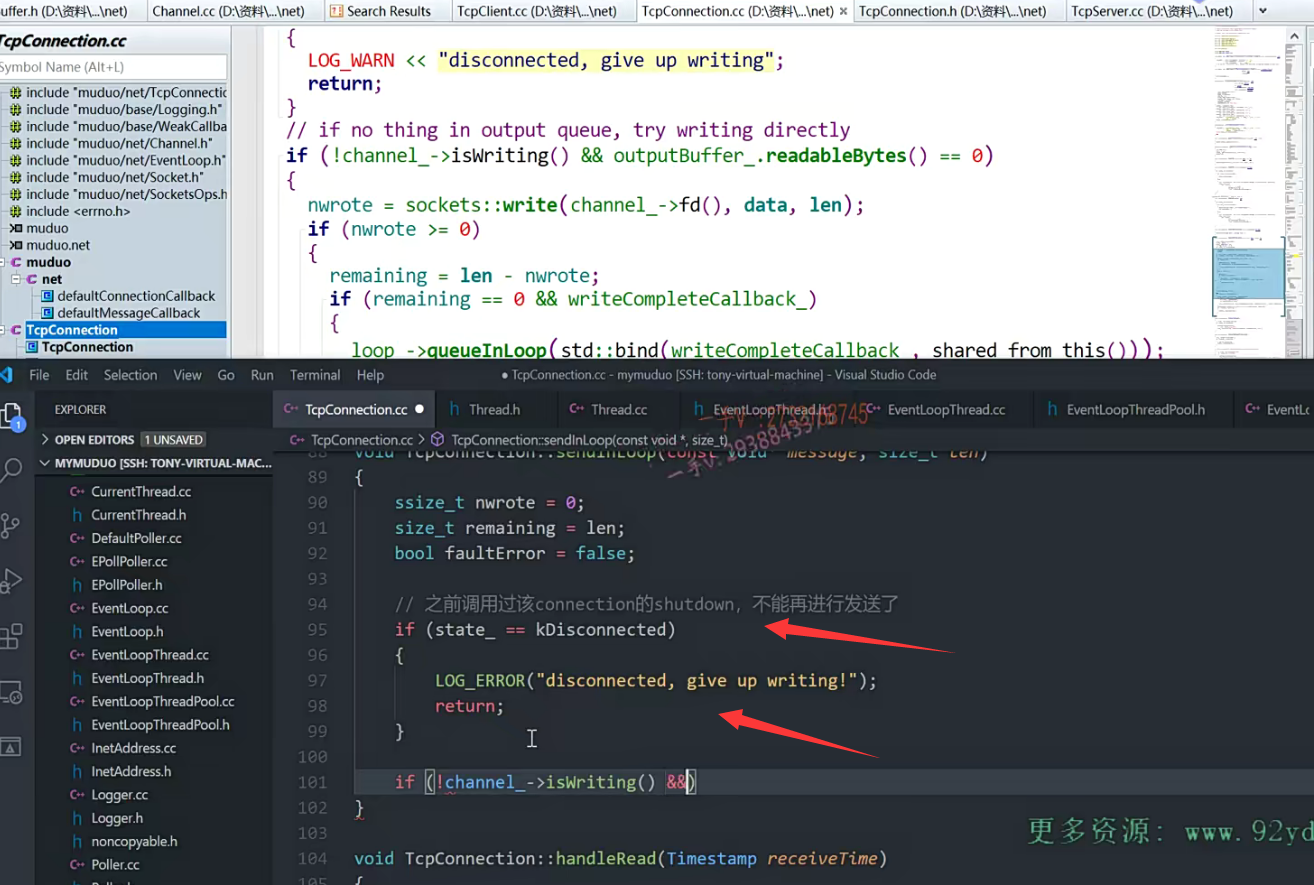 uffer.h (D:\资料\...\net)
Channel.cc (D:\资料\...\net)
Search Results
TcpClient.cc (D:\资料\...\net)
TcpConnection.cc (D:\资料\...\net)
TcpConnection.h (D:\资料\...\net)
TcpServer.cc (D:\资料\...\net)
TcpConnection.cc
Symbol Name (Alt+L)
include "muduo/net/TcpConnectic
include "muduo/base/Logging.h"
include "muduo/base/WeakCallba
include "muduo/net/Channel.h"
include "muduo/net/EventLoop.h"
include "muduo/net/Socket.h"
include "muduo/net/SocketsOps.h
include <errno.h>
muduo
muduo.net
muduo
net
defaultConnectionCallback
defaultMessageCallback
TcpConnection
TcpConnection
{
LOG_WARN << "disconnected, give up writing";
return;
}
// if no thing in output queue, try writing directly
if (!channel_->isWriting() && outputBuffer_.readableBytes() == 0)
{
nwrote = sockets::write(channel_->fd(), data, len);
if (nwrote >= 0)
{
remaining = len - nwrote;
if (remaining == 0 && writeCompleteCallback_)
{
loop_->queueInLoop(std::bind(writeCompleteCallback_, shared_from_this()));
File Edit Selection View Go Run Terminal Help
● TcpConnection.cc - mymuduo [SSH: tony-virtual-machine] - Visual Studio Code
EXPLORER
TcpConnection.cc ●
Thread.h
Thread.cc
EventLoopThread.h
EventLoopThread.cc
EventLoopThreadPool.h
EventLc
OPEN EDITORS 1 UNSAVED
TcpConnection.cc > TcpConnection::sendInLoop(const void *, size_t)
MYMUDUO [SSH: TONY-VIRTUAL-MAC...
1
CurrentThread.cc
CurrentThread.h
DefaultPoller.cc
EPollPoller.cc
EPollPoller.h
EventLoop.cc
EventLoop.h
EventLoopThread.cc
EventLoopThread.h
EventLoopThreadPool.cc
EventLoopThreadPool.h
InetAddress.cc
InetAddress.h
Logger.cc
Logger.h
noncopyable.h
Poller.cc
88 void TcpConnection::sendInLoop(const void* message, size_t len)
89 {
90 ssize_t nwrote = 0;
91 size_t remaining = len;
92 bool faultError = false;
93
94 // 之前调用过该connection的shutdown，不能再进行发送了
95 if (state_ == kDisconnected)
96 {
97 LOG_ERROR("disconnected, give up writing!");
98 return;
99 }
100
101 if (!channel_->isWriting() &&)
102 }
103
104 void TcpConnection::handleRead(Timestamp receiveTime)
105 {
更多资源: www.92yd